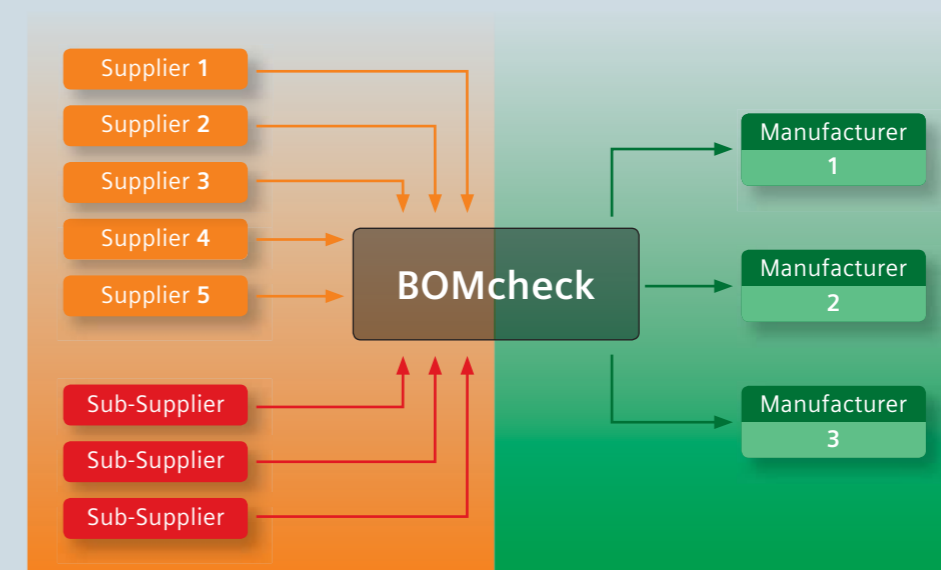 Supplier 1
Supplier 2
Supplier 3
Supplier 4
Supplier 5
Sub-Supplier
Sub-Supplier
Sub-Supplier
BOMcheck
Manufacturer
1
Manufacturer
2
Manufacturer
3